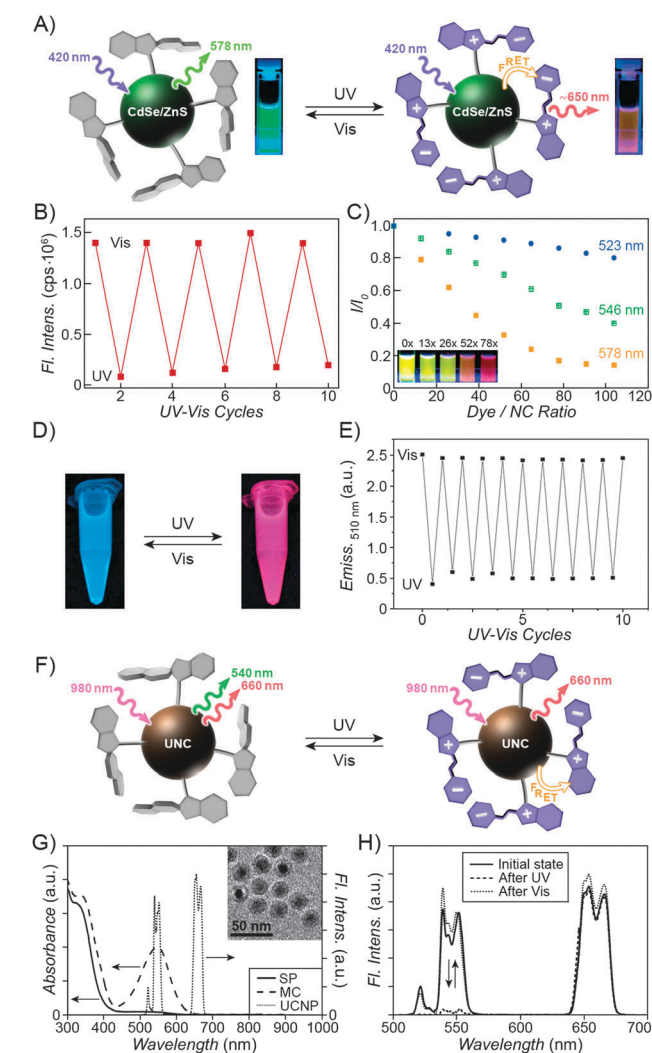 A)
420 nm
578 nm
CdSe/ZnS
UV
Vis
420 nm
FRET
CdSe/ZnS
~650 nm
B)
Fl. Intens. (cps·10⁶)
1.5
1.0
0.5
0
Vis
UV
2 4 6 8 10
UV-Vis Cycles
C)
I/I₀
1.0
0.8
0.6
0.4
0.2
0
523 nm
546 nm
578 nm
0x 13x 26x 52x 78x
0 20 40 60 80 100 120
Dye / NC Ratio
D)
UV
Vis
E)
Emiss. 510 nm (a.u.)
2.5
2.0
1.5
1.0
0.5
0
Vis
UV
0 5 10
UV-Vis Cycles
F)
980 nm
540 nm
660 nm
UNC
UV
Vis
980 nm
660 nm
UNC
FRET
G)
Absorbance (a.u.)
Fl. Intens. (a.u.)
50 nm
SP
MC
UCNP
300 400 500 600 700 800 900 1000
Wavelength (nm)
H)
Fl. Intens. (a.u.)
Initial state
After UV
After Vis
500 550 600 650 700
Wavelength (nm)